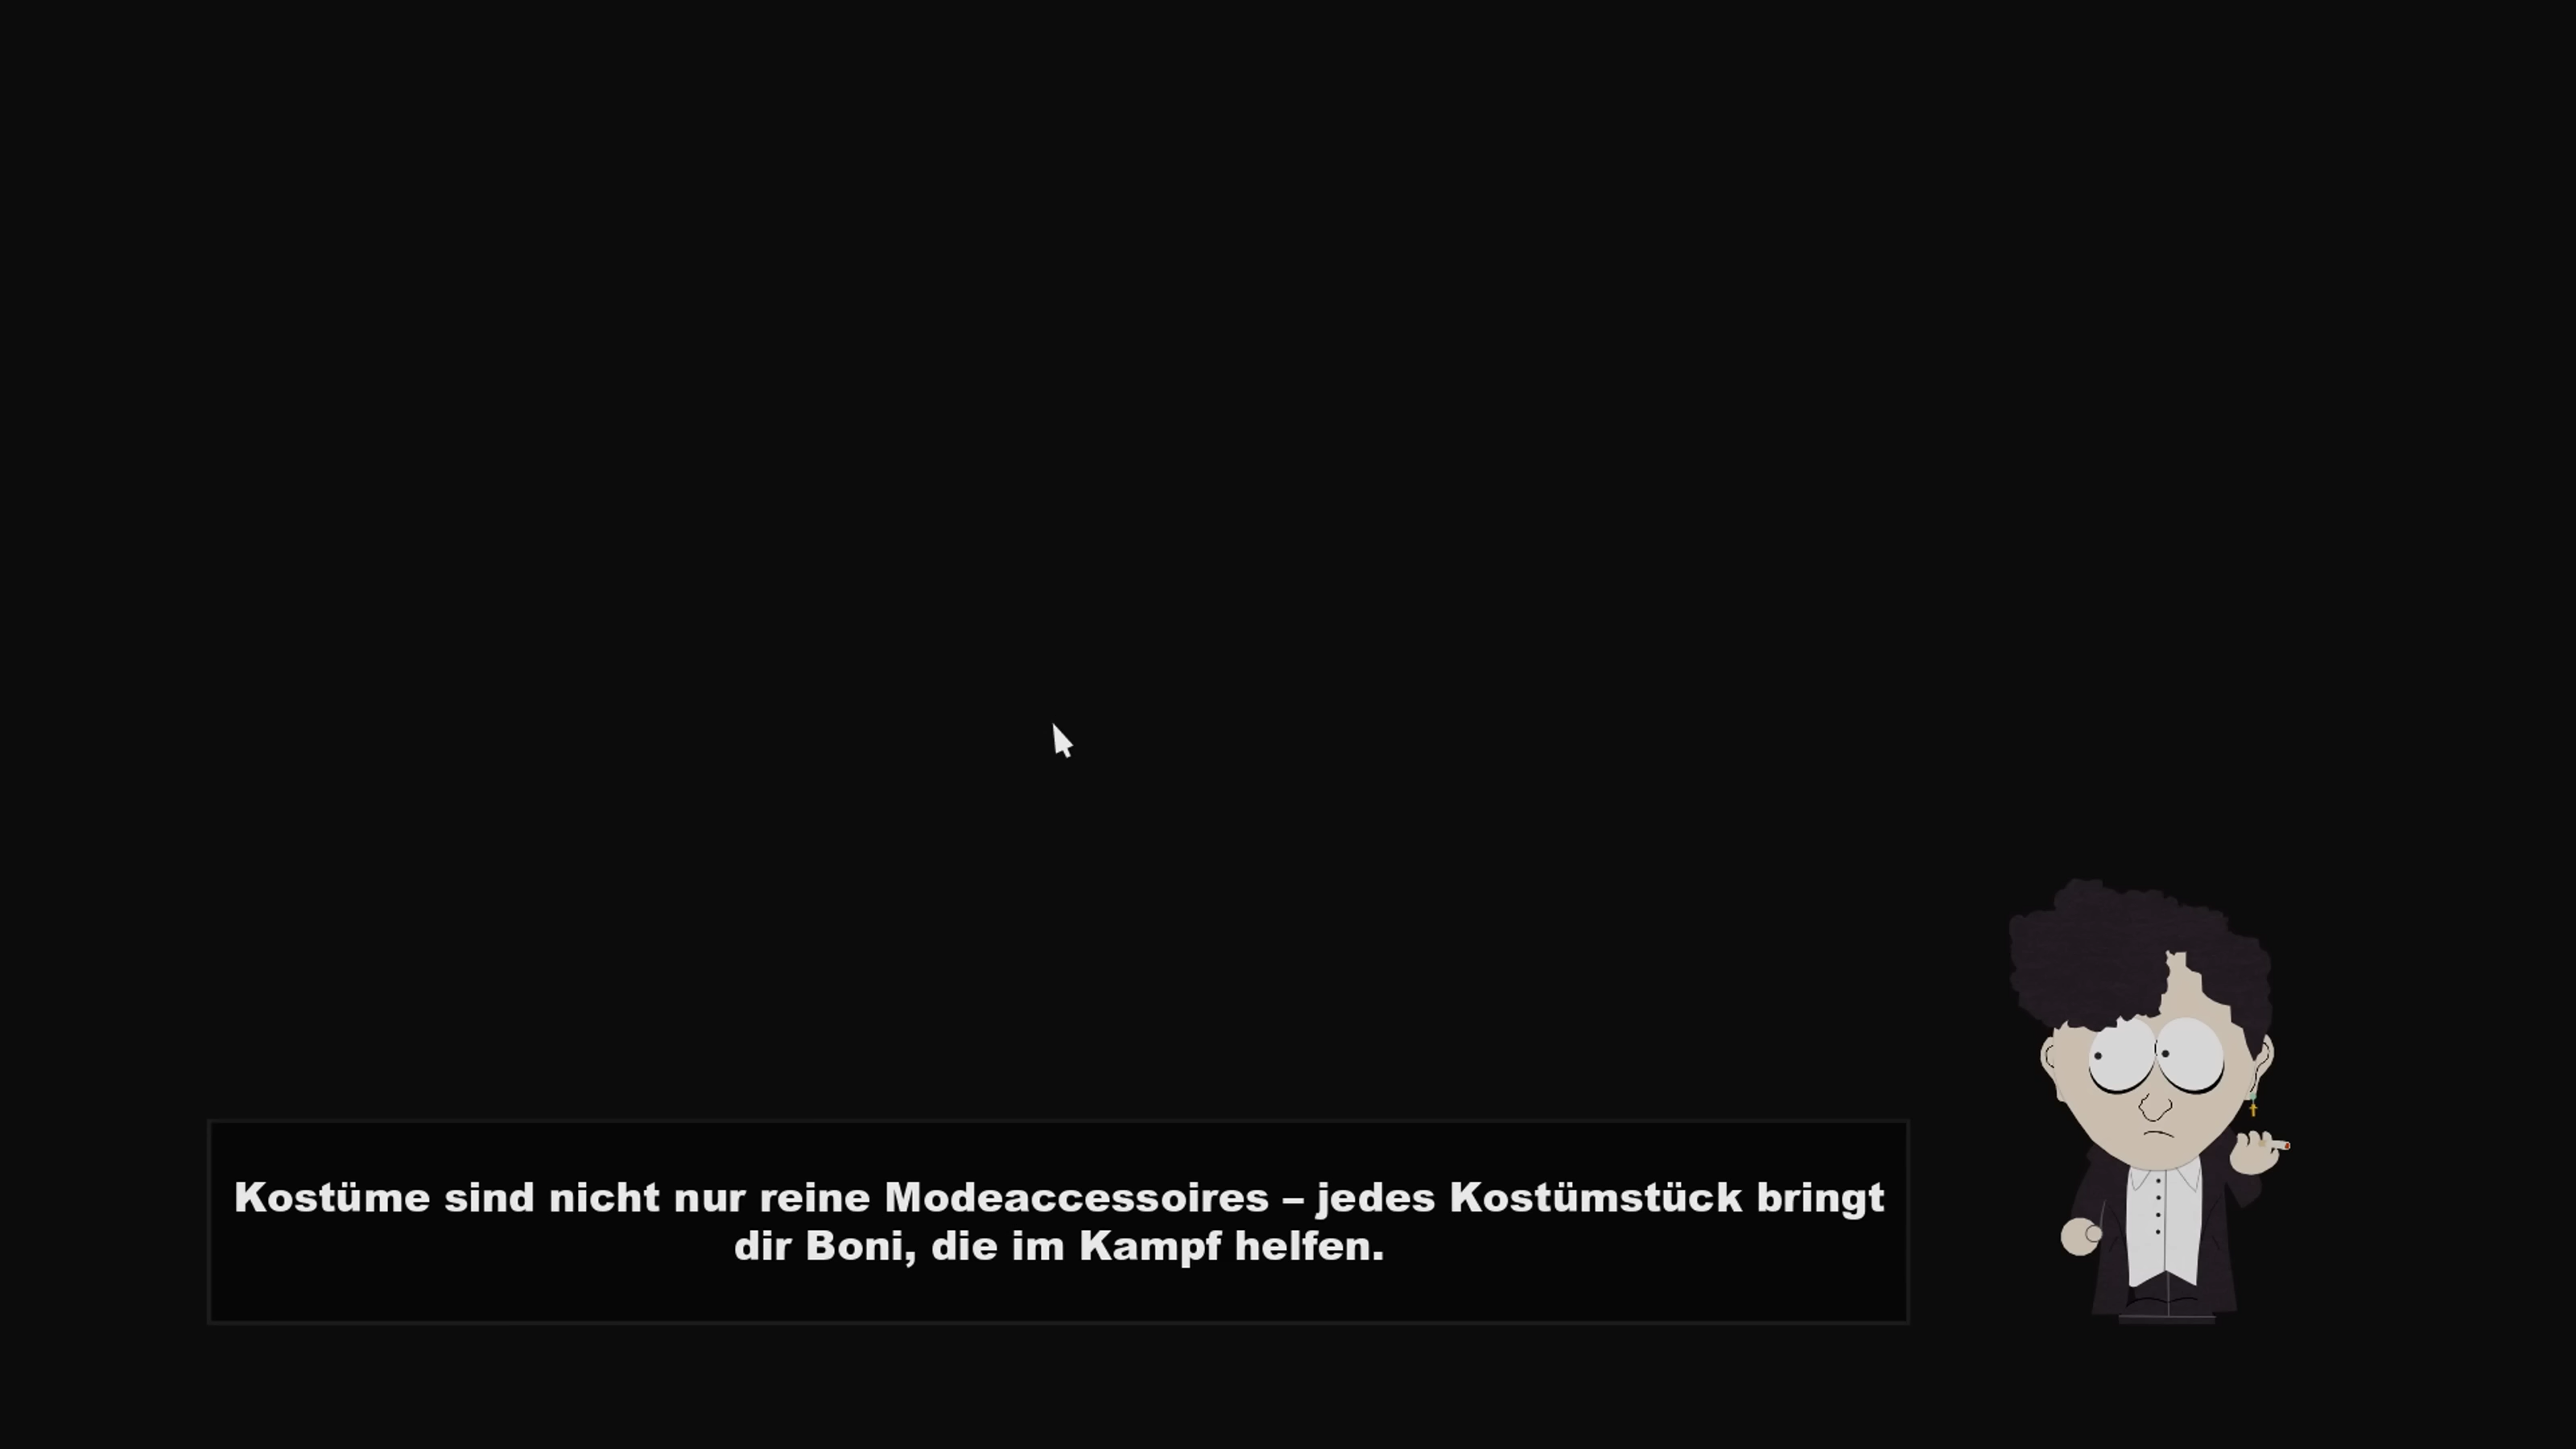 Kostüme sind nicht nur reine Modeaccessoires – jedes Kostümstück bringt
dir Boni, die im Kampf helfen.